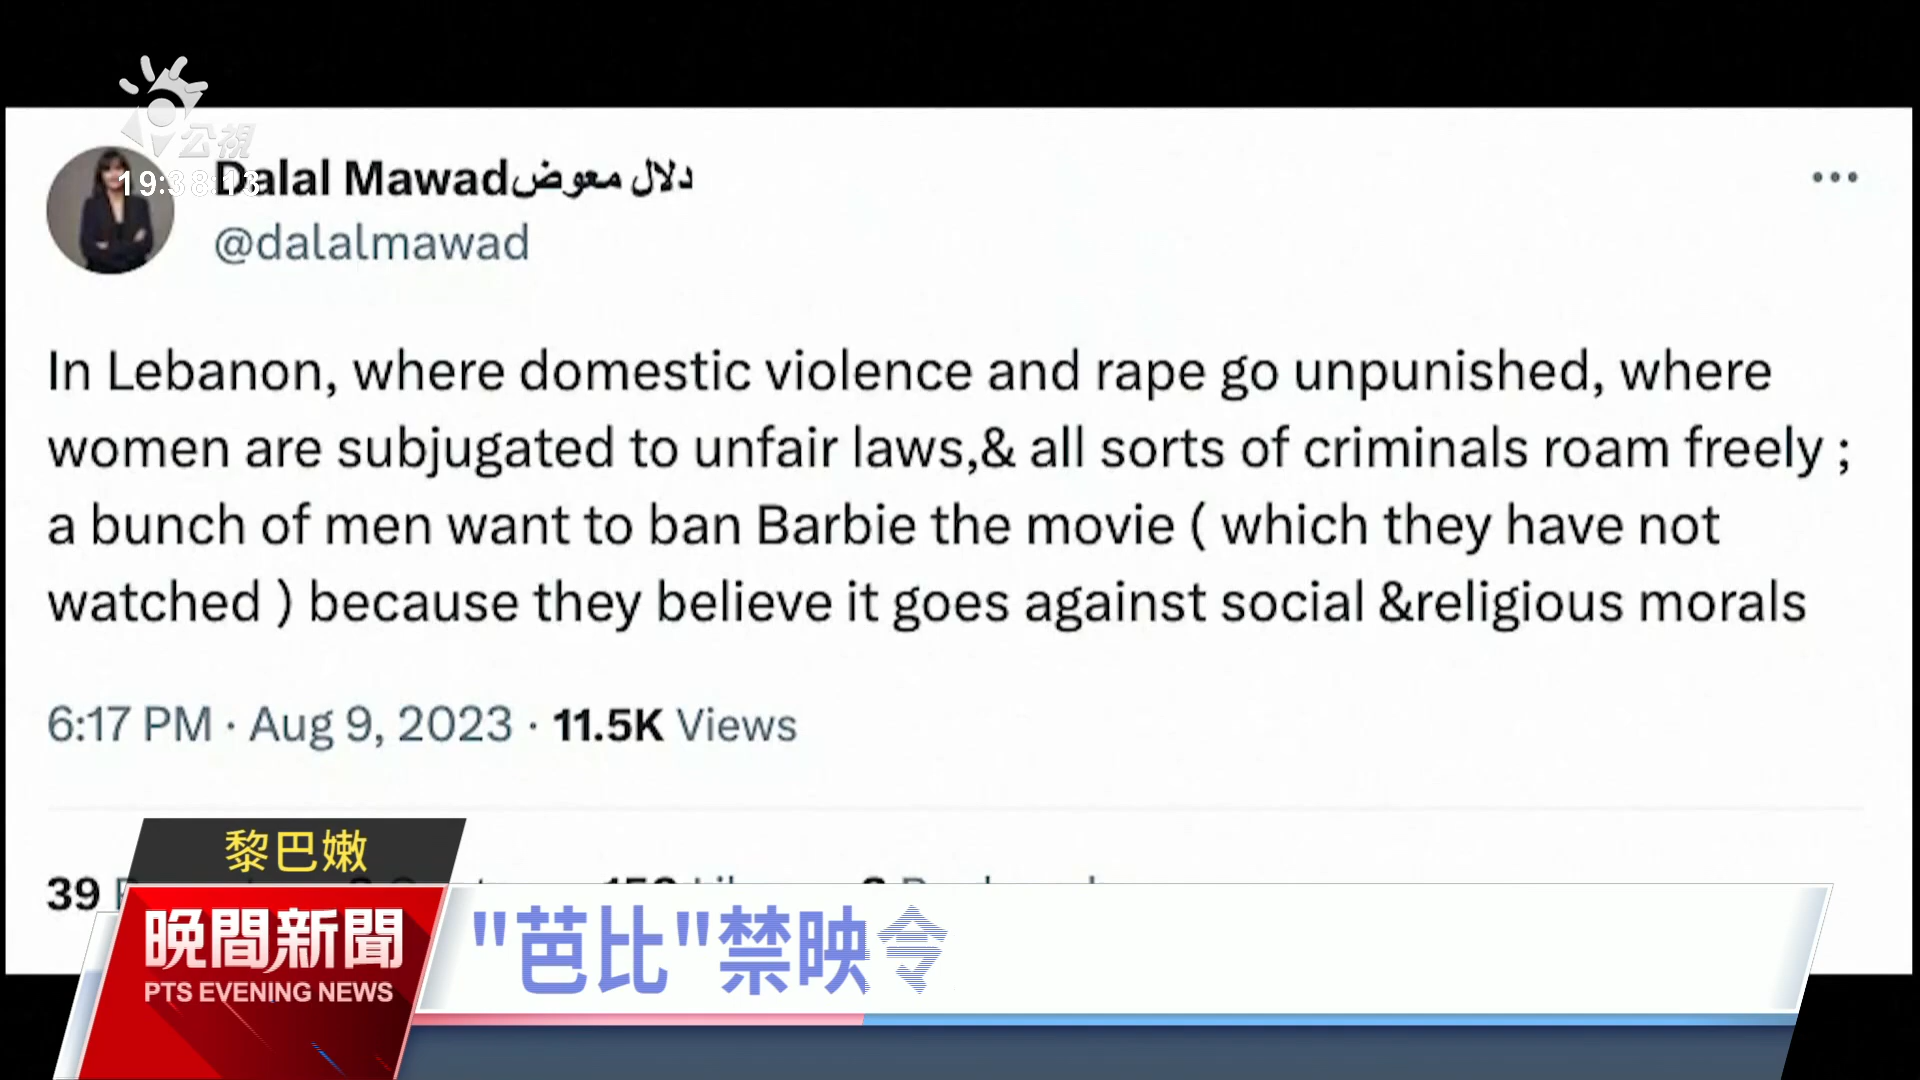 公視
19:38:13
Dalal Mawadدلال معوض
@dalalmawad
In Lebanon, where domestic violence and rape go unpunished, where
women are subjugated to unfair laws,& all sorts of criminals roam freely ;
a bunch of men want to ban Barbie the movie ( which they have not
watched ) because they believe it goes against social &religious morals
6:17 PM · Aug 9, 2023 · 11.5K Views
39
黎巴嫩
晚間新聞
PTS EVENING NEWS
"芭比"禁映令